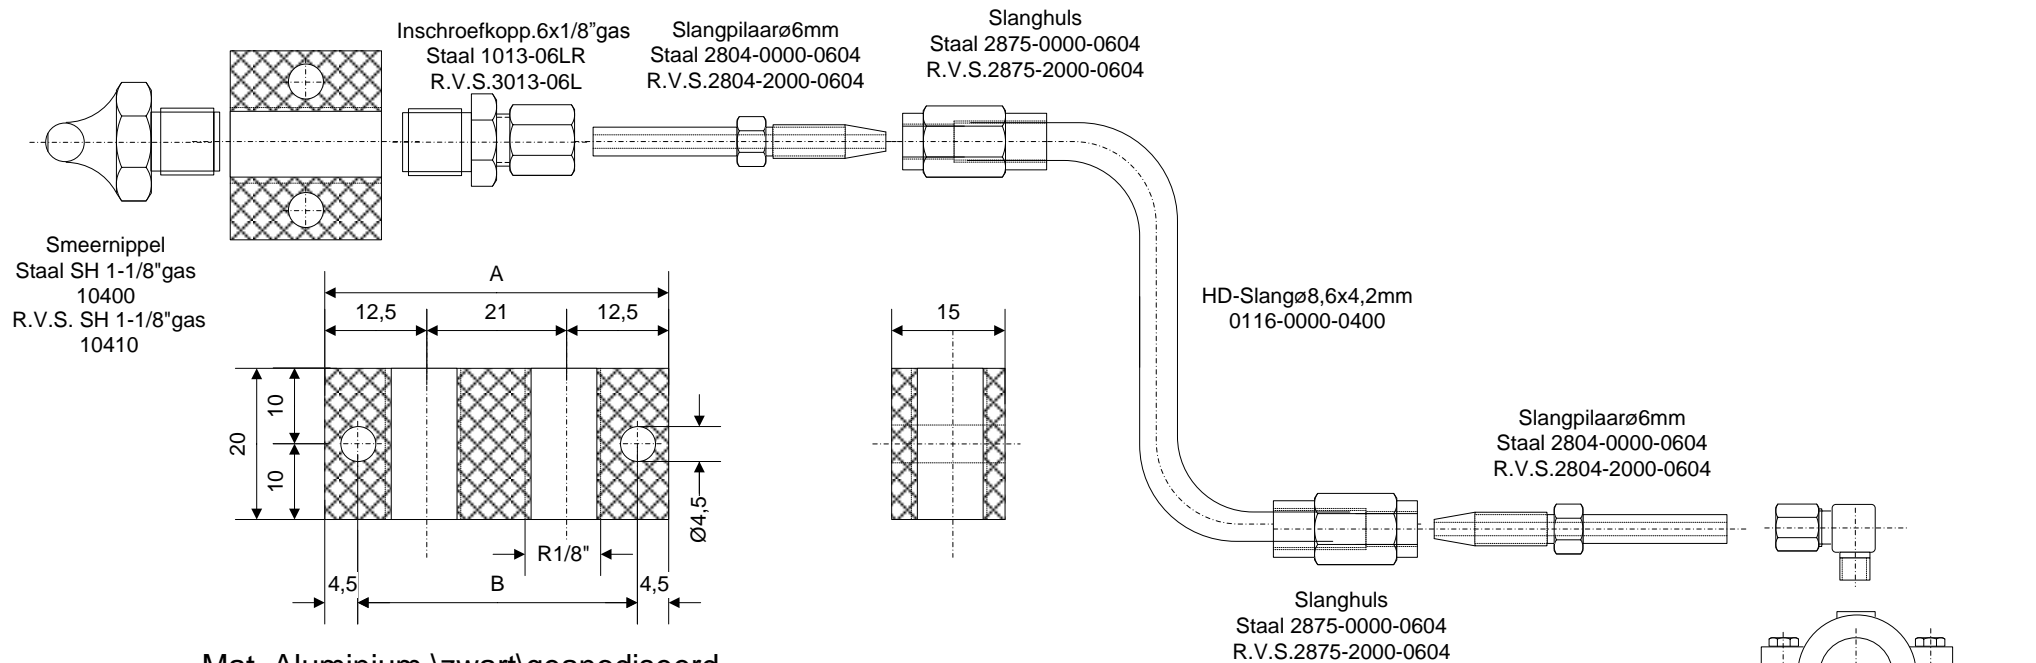 Inschroefkopp.6x1/8”gas
Staal 1013-06LR
R.V.S.3013-06L
Slangpilaarø6mm
Staal 2804-0000-0604
R.V.S.2804-2000-0604
Slanghuls
Staal 2875-0000-0604
R.V.S.2875-2000-0604
Smeernippel
Staal SH 1-1/8"gas
10400
R.V.S. SH 1-1/8"gas
10410
A
12,5
21
12,5
15
HD-Slangø8,6x4,2mm
0116-0000-0400
10
20
10
Ø4,5
R1/8"
4,5
B
4,5
Slangpilaarø6mm
Staal 2804-0000-0604
R.V.S.2804-2000-0604
Slanghuls
Staal 2875-0000-0604
R.V.S.2875-2000-0604
Mat. Aluminium \zwart\geanodiseerd